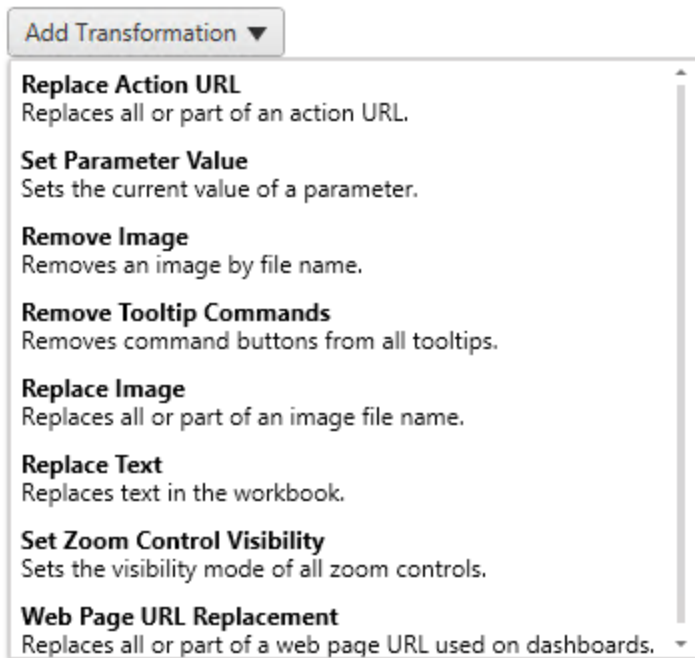 Add Transformation ▼
Replace Action URL
Replaces all or part of an action URL.
Set Parameter Value
Sets the current value of a parameter.
Remove Image
Removes an image by file name.
Remove Tooltip Commands
Removes command buttons from all tooltips.
Replace Image
Replaces all or part of an image file name.
Replace Text
Replaces text in the workbook.
Set Zoom Control Visibility
Sets the visibility mode of all zoom controls.
Web Page URL Replacement
Replaces all or part of a web page URL used on dashboards.